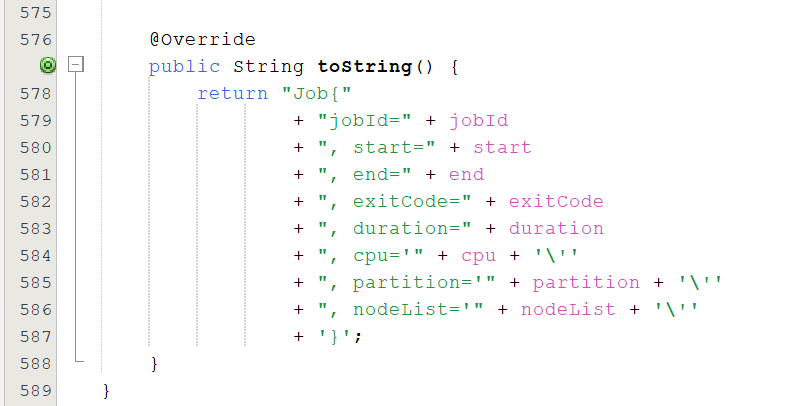 575
576         @Override
            public String toString() {
578             return "Job{"
579                     + "jobId=" + jobId
580                     + ", start=" + start
581                     + ", end=" + end
582                     + ", exitCode=" + exitCode
583                     + ", duration=" + duration
584                     + ", cpu='" + cpu + '\''
585                     + ", partition='" + partition + '\''
586                     + ", nodeList='" + nodeList + '\''
587                     + '}';
588         }
589     }